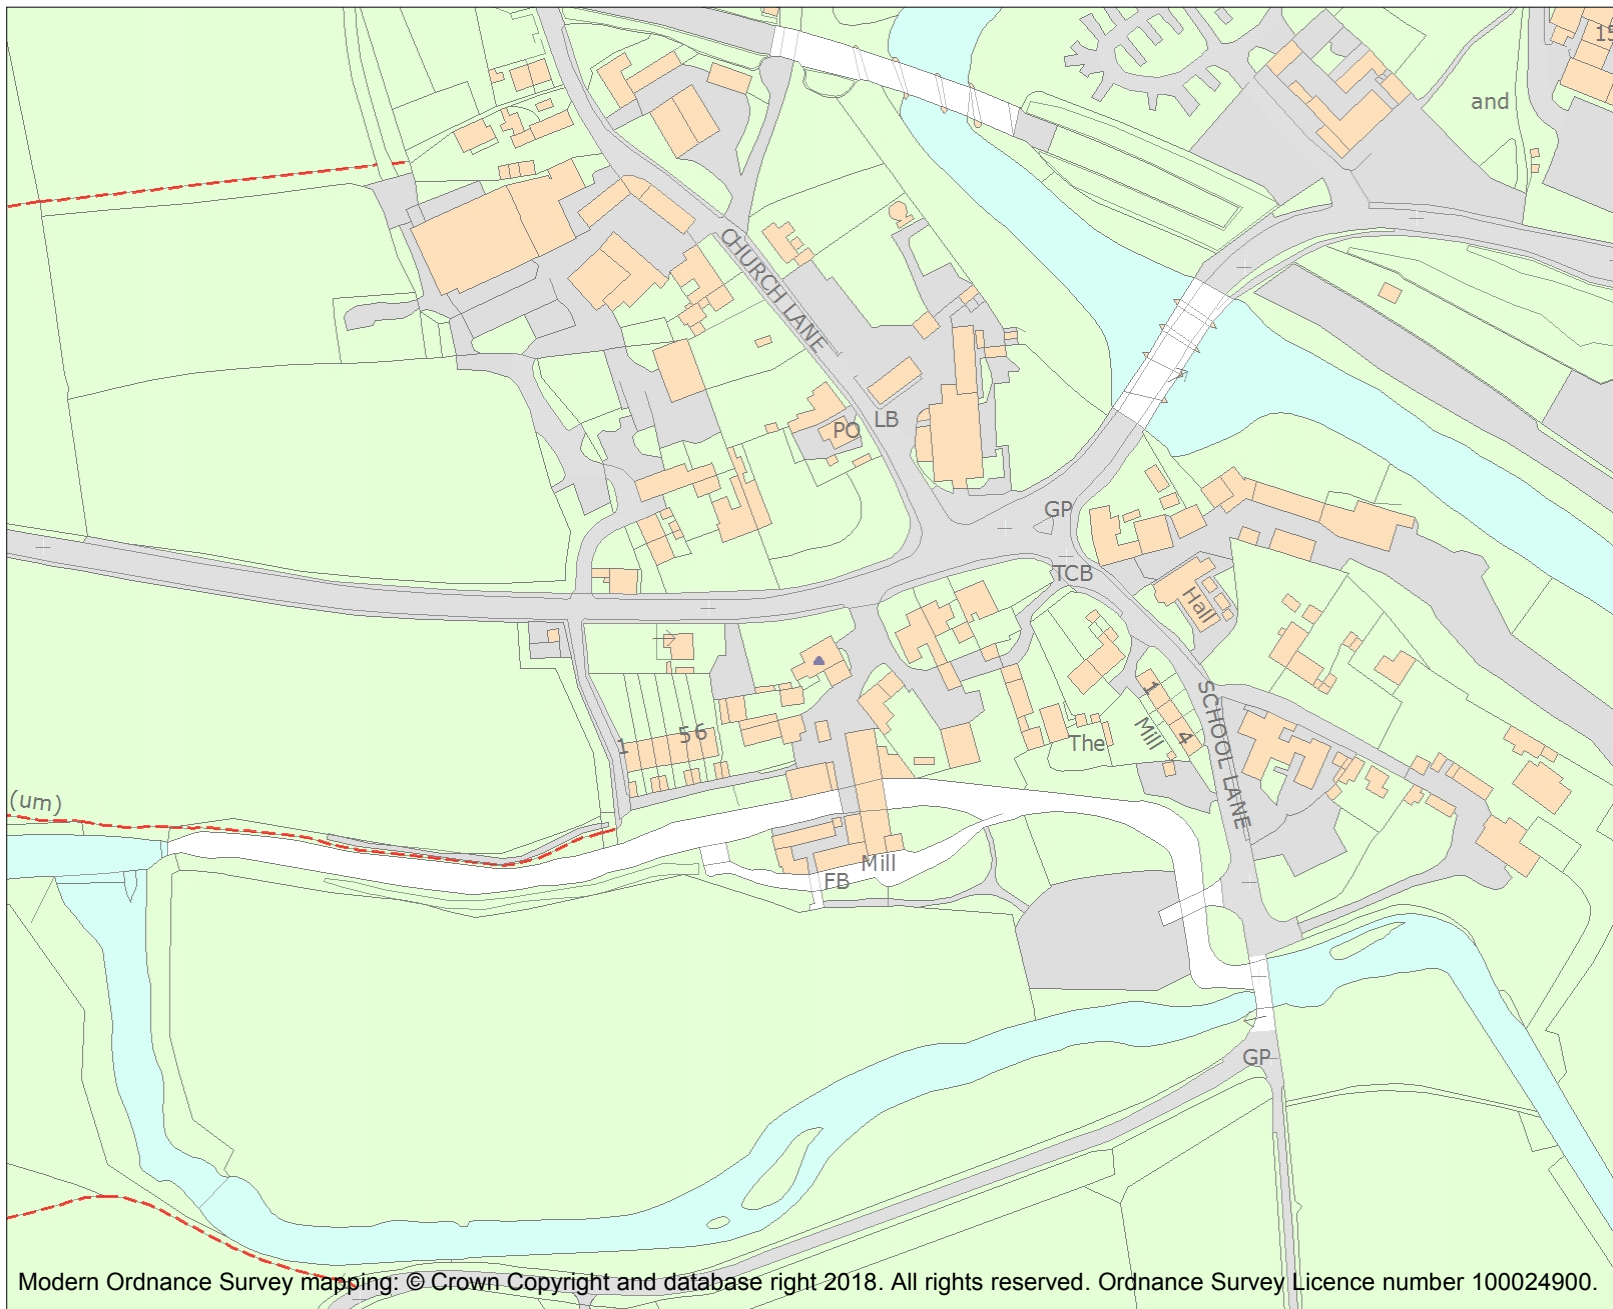 15
and
CHURCH LANE
PO
LB
GP
TCB
Hall
1
4
SCHOOL LANE
1
56
The
Mill
(um)
Mill
FB
GP
Modern Ordnance Survey mapping: © Crown Copyright and database right 2018. All rights reserved. Ordnance Survey Licence number 100024900.